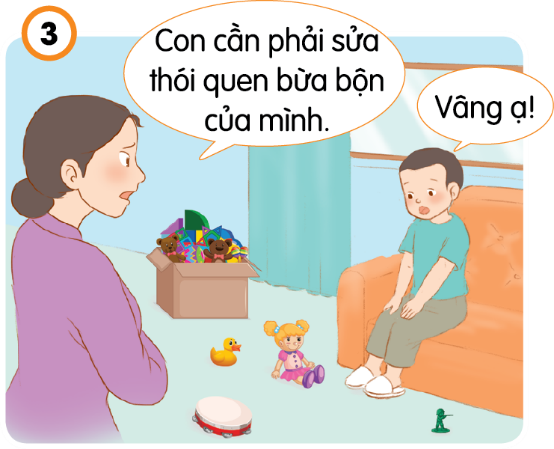 3
Con cần phải sửa
thói quen bừa bộn
của mình.
Vâng ạ!